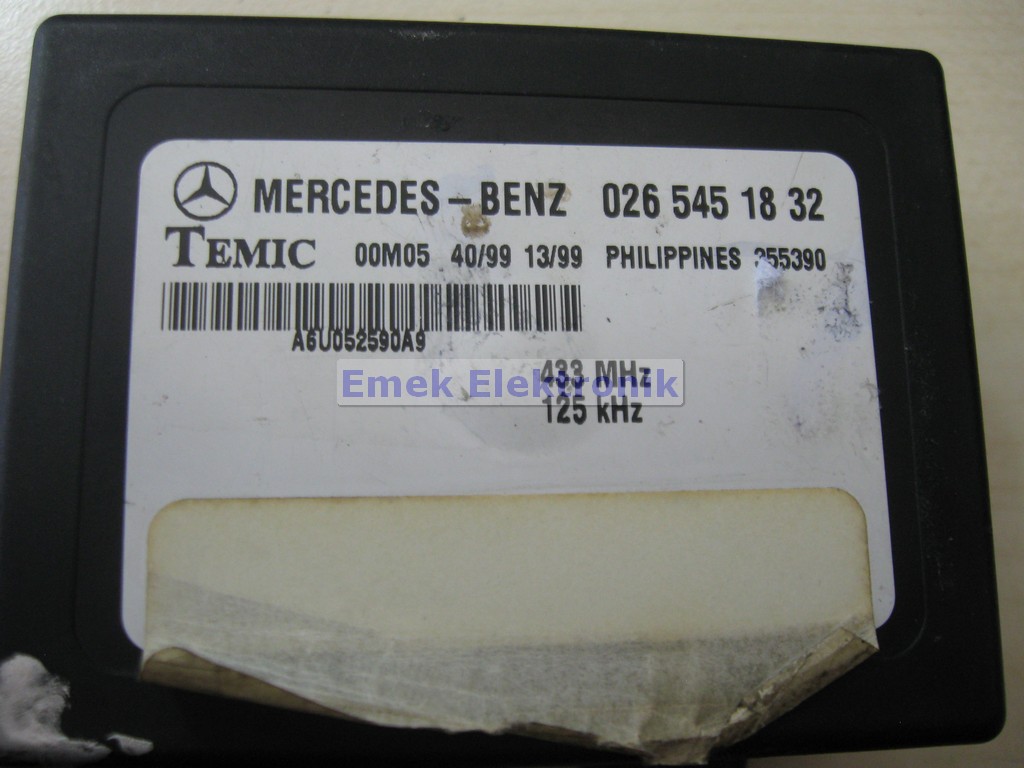 MERCEDES-BENZ 026 545 18 32
TEMIC 00M05 40/99 13/99 PHILIPPINES 355390
A6U052590A9
433 MHz
Emek Elektronik
125 kHz